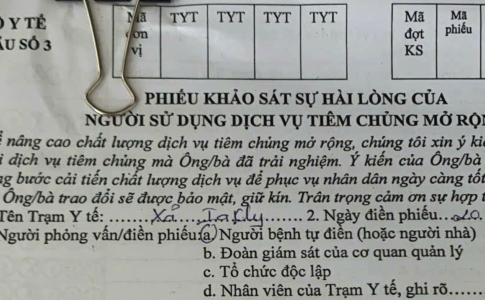 Ộ Y TẾ
ẪU SỐ 3
Mã đơn vị
TYT TYT TYT TYT
Mã đợt KS
Mã phiếu
PHIẾU KHẢO SÁT SỰ HÀI LÒNG CỦA
NGƯỜI SỬ DỤNG DỊCH VỤ TIÊM CHỦNG MỞ RỘN
ể nâng cao chất lượng dịch vụ tiêm chủng mở rộng, chúng tôi xin ý ki
i dịch vụ tiêm chủng mà Ông/bà đã trải nghiệm. Ý kiến của Ông/bà
ng bước cải tiến chất lượng dịch vụ để phục vụ nhân dân ngày càng tốt
Ông/bà trao đổi sẽ được bảo mật, giữ kín. Trân trọng cảm ơn sự hợp t
Tên Trạm Y tế: ........Xã.......... 2. Ngày điền phiếu...20.
Người phỏng vấn/điền phiếu: a) Người bệnh tự điền (hoặc người nhà)
b. Đoàn giám sát của cơ quan quản lý
c. Tổ chức độc lập
d. Nhân viên của Trạm Y tế, ghi rõ......